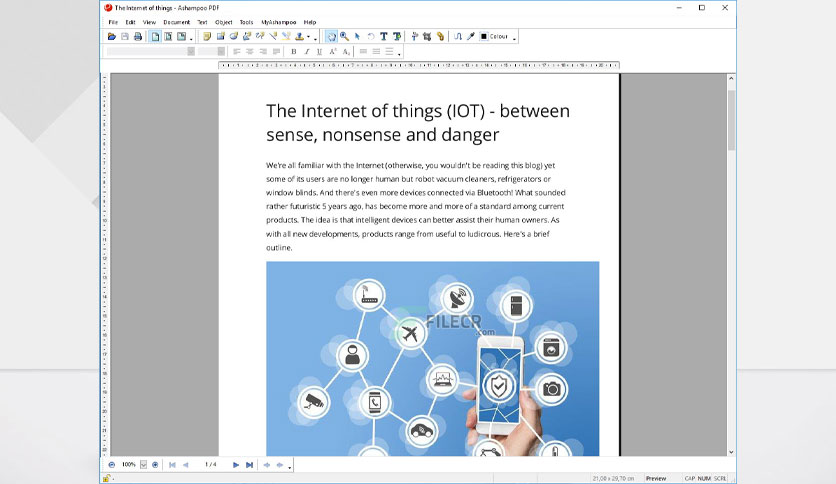 The Internet of things - Ashampoo PDF
File Edit View Document Text Object Tools MyAshampoo Help
Colour
The Internet of things (IOT) - between
sense, nonsense and danger
We're all familiar with the Internet (otherwise, you wouldn't be reading this blog) yet
some of its users are no longer human but robot vacuum cleaners, refrigerators or
window blinds. And there's even more devices connected via Bluetooth! What sounded
rather futuristic 5 years ago, has become more and more of a standard among current
products. The idea is that intelligent devices can better assist their human owners. As
with all new developments, products range from useful to ludicrous. Here's a brief
outline.
FILECR
.com
100% 1 / 4
21,00 x 29,70 cm Preview CAP NUM SCRL